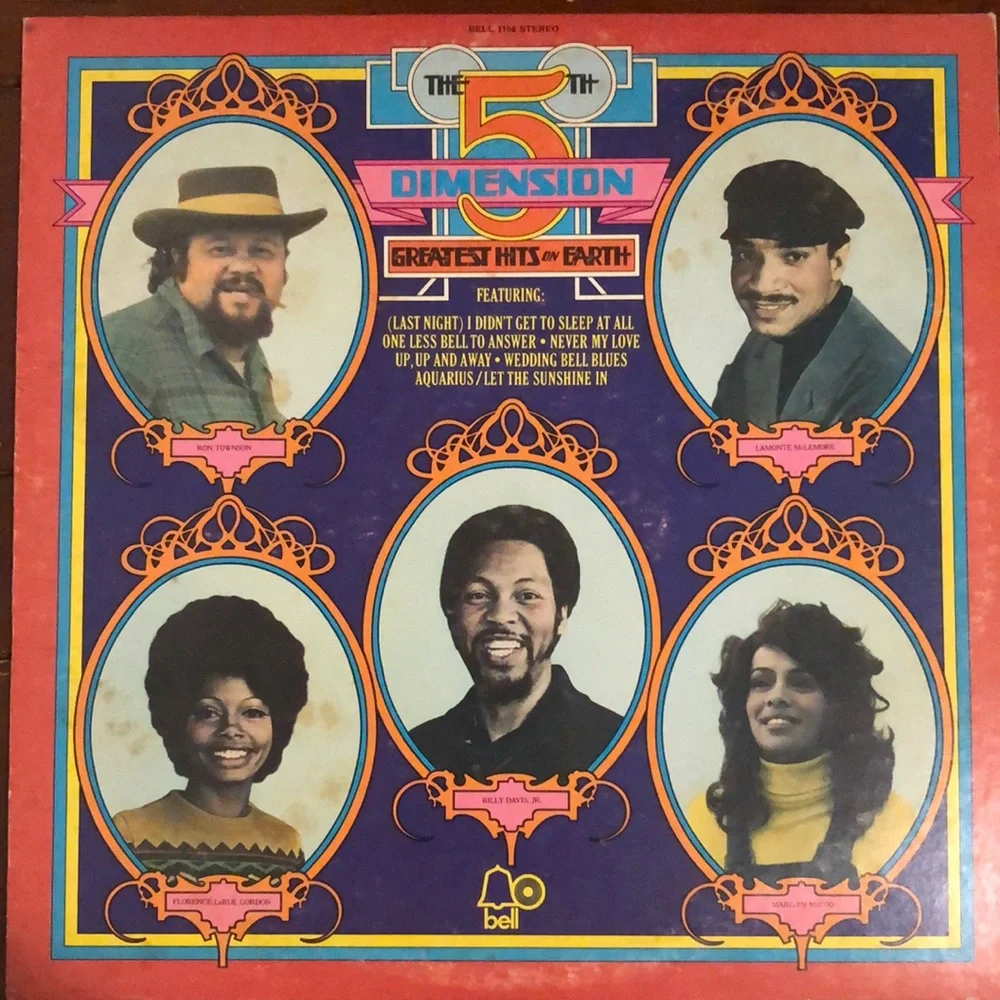 BELL 1106 STEREO
THE 5TH
DIMENSION
GREATEST HITS ON EARTH
FEATURING:
(LAST NIGHT) I DIDN'T GET TO SLEEP AT ALL
ONE LESS BELL TO ANSWER • NEVER MY LOVE
UP, UP AND AWAY • WEDDING BELL BLUES
AQUARIUS / LET THE SUNSHINE IN
RON TOWNSON
LAMONTE McLEMORE
BILLY DAVIS, JR.
FLORENCE LaRUE GORDON
MARILYN McCOO
bell